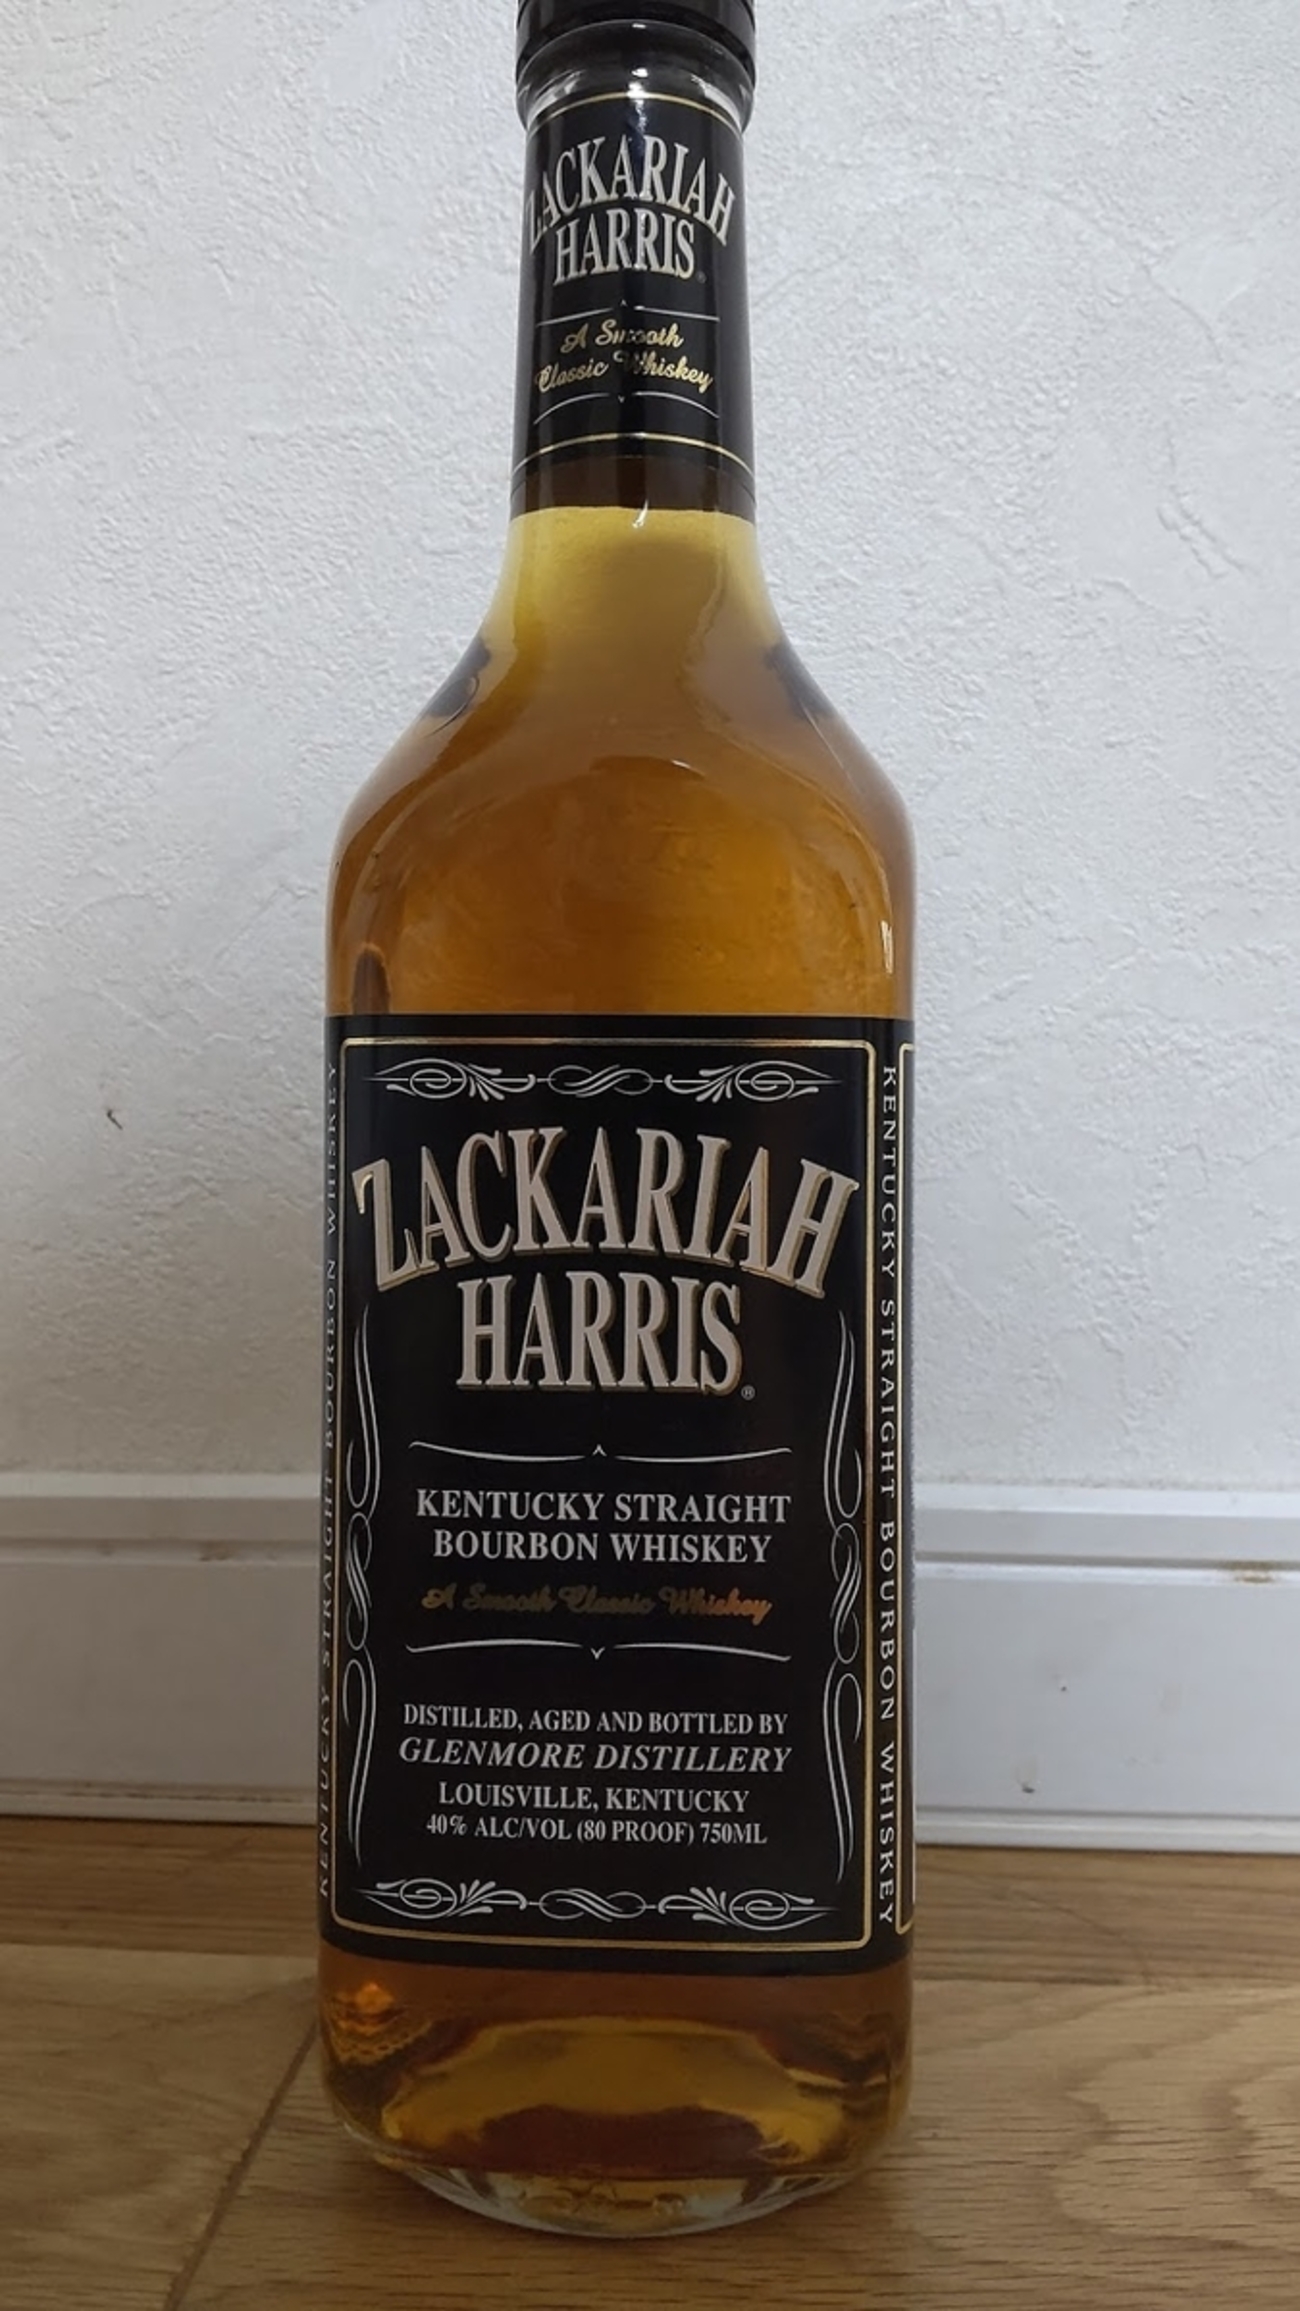 ZACKARIAH
HARRIS
A Smooth
Classic Whiskey
ZACKARIAH
HARRIS®
KENTUCKY STRAIGHT
BOURBON WHISKEY
A Smooth Classic Whiskey
DISTILLED, AGED AND BOTTLED BY
GLENMORE DISTILLERY
LOUISVILLE, KENTUCKY
40% ALC/VOL (80 PROOF) 750ML
KENTUCKY STRAIGHT BOURBON WHISKEY
KENTUCKY STRAIGHT BOURBON WHISKEY